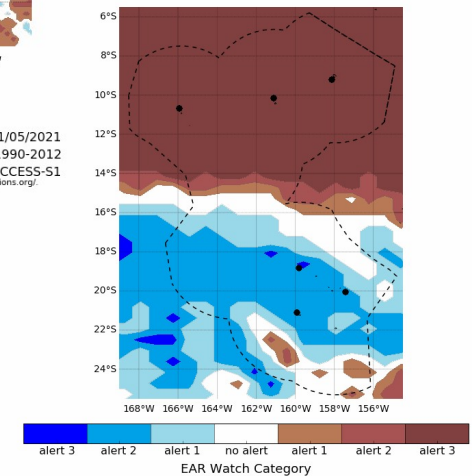 1/05/2021
990-2012
CCESS-S1
ions.org/.
6°S
8°S
10°S
12°S
14°S
16°S
18°S
20°S
22°S
24°S
168°W 166°W 164°W 162°W 160°W 158°W 156°W
alert 3 alert 2 alert 1 no alert alert 1 alert 2 alert 3
EAR Watch Category